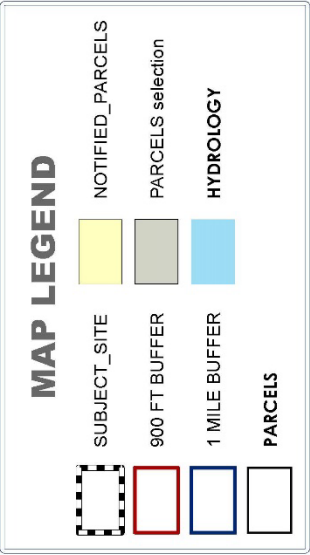 MAP LEGEND
SUBJECT_SITE
900 FT BUFFER
1 MILE BUFFER
PARCELS
NOTIFIED_PARCELS
PARCELS selection
HYDROLOGY